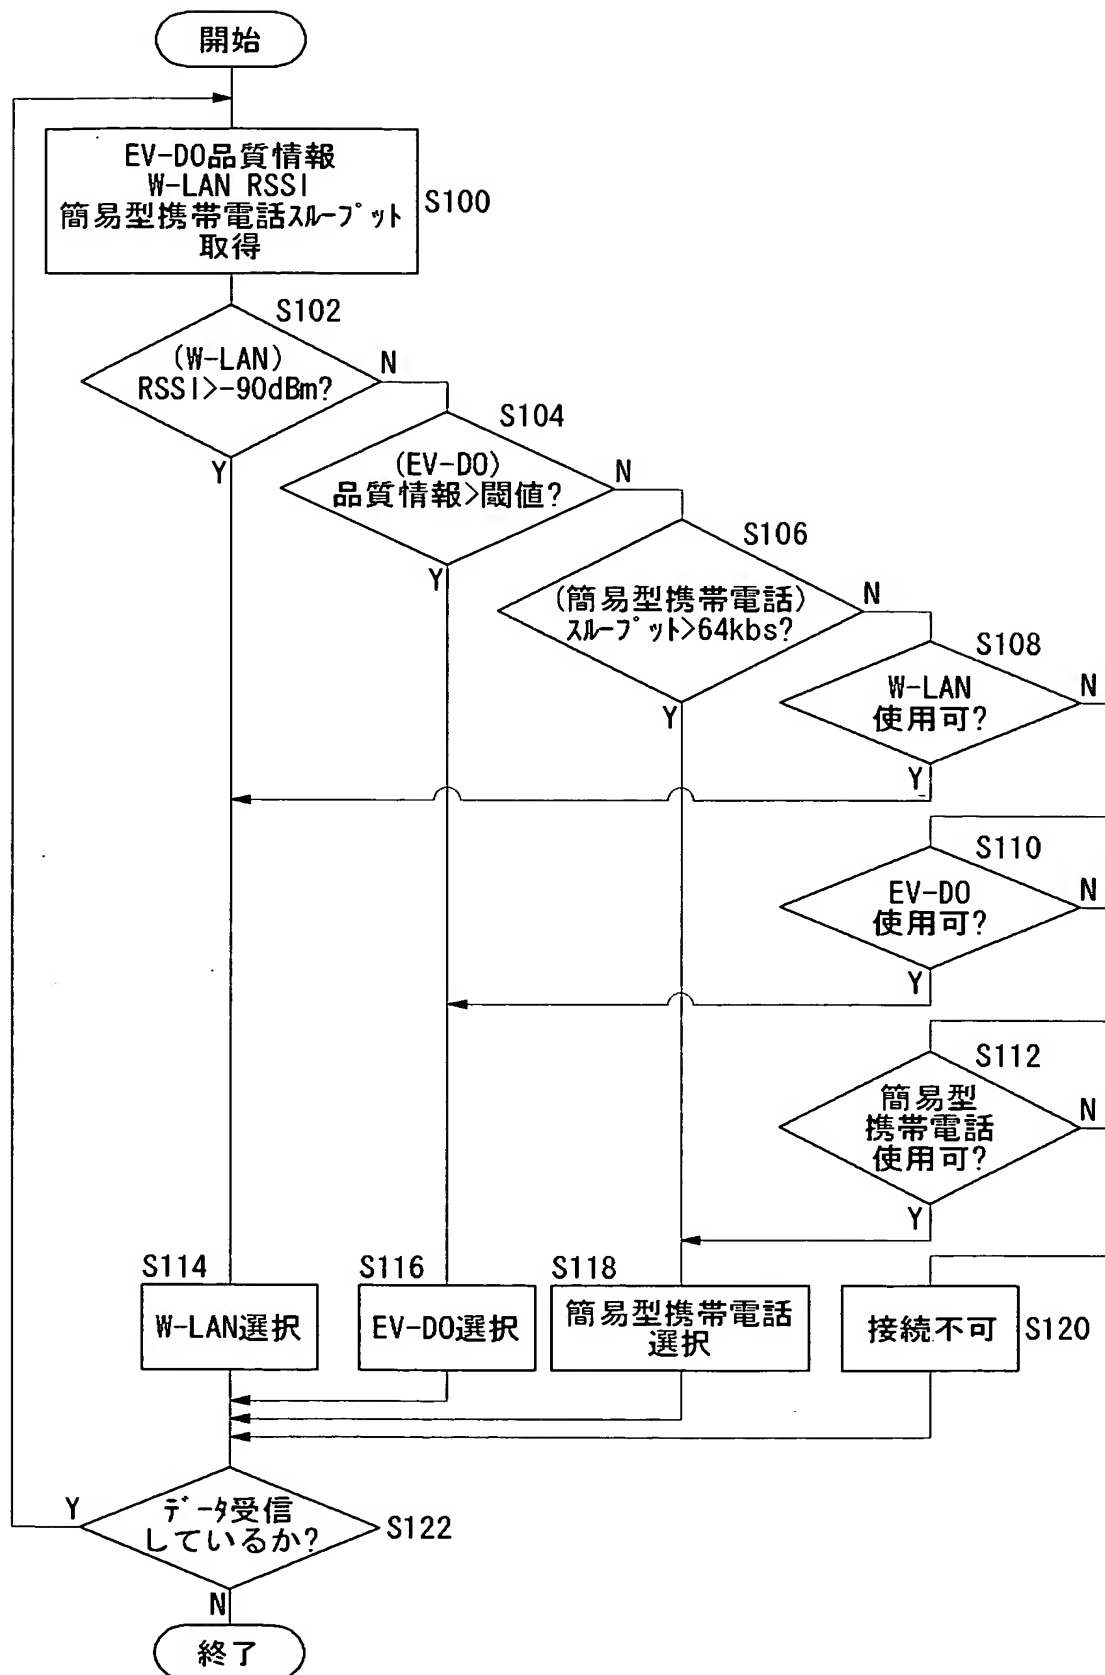 開始
EV-DO品質情報
W-LAN RSSI
簡易型携帯電話スループット
取得
S100
S102
(W-LAN)
RSSI>-90dBm?
N
Y
S104
(EV-DO)
品質情報>閾値?
N
Y
S106
(簡易型携帯電話)
スループット>64kbs?
N
Y
S108
W-LAN
使用可?
N
Y
S110
EV-DO
使用可?
N
Y
S112
簡易型
携帯電話
使用可?
N
Y
S114
W-LAN選択
S116
EV-DO選択
S118
簡易型携帯電話
選択
接続不可
S120
Y
データ受信
しているか?
S122
N
終了